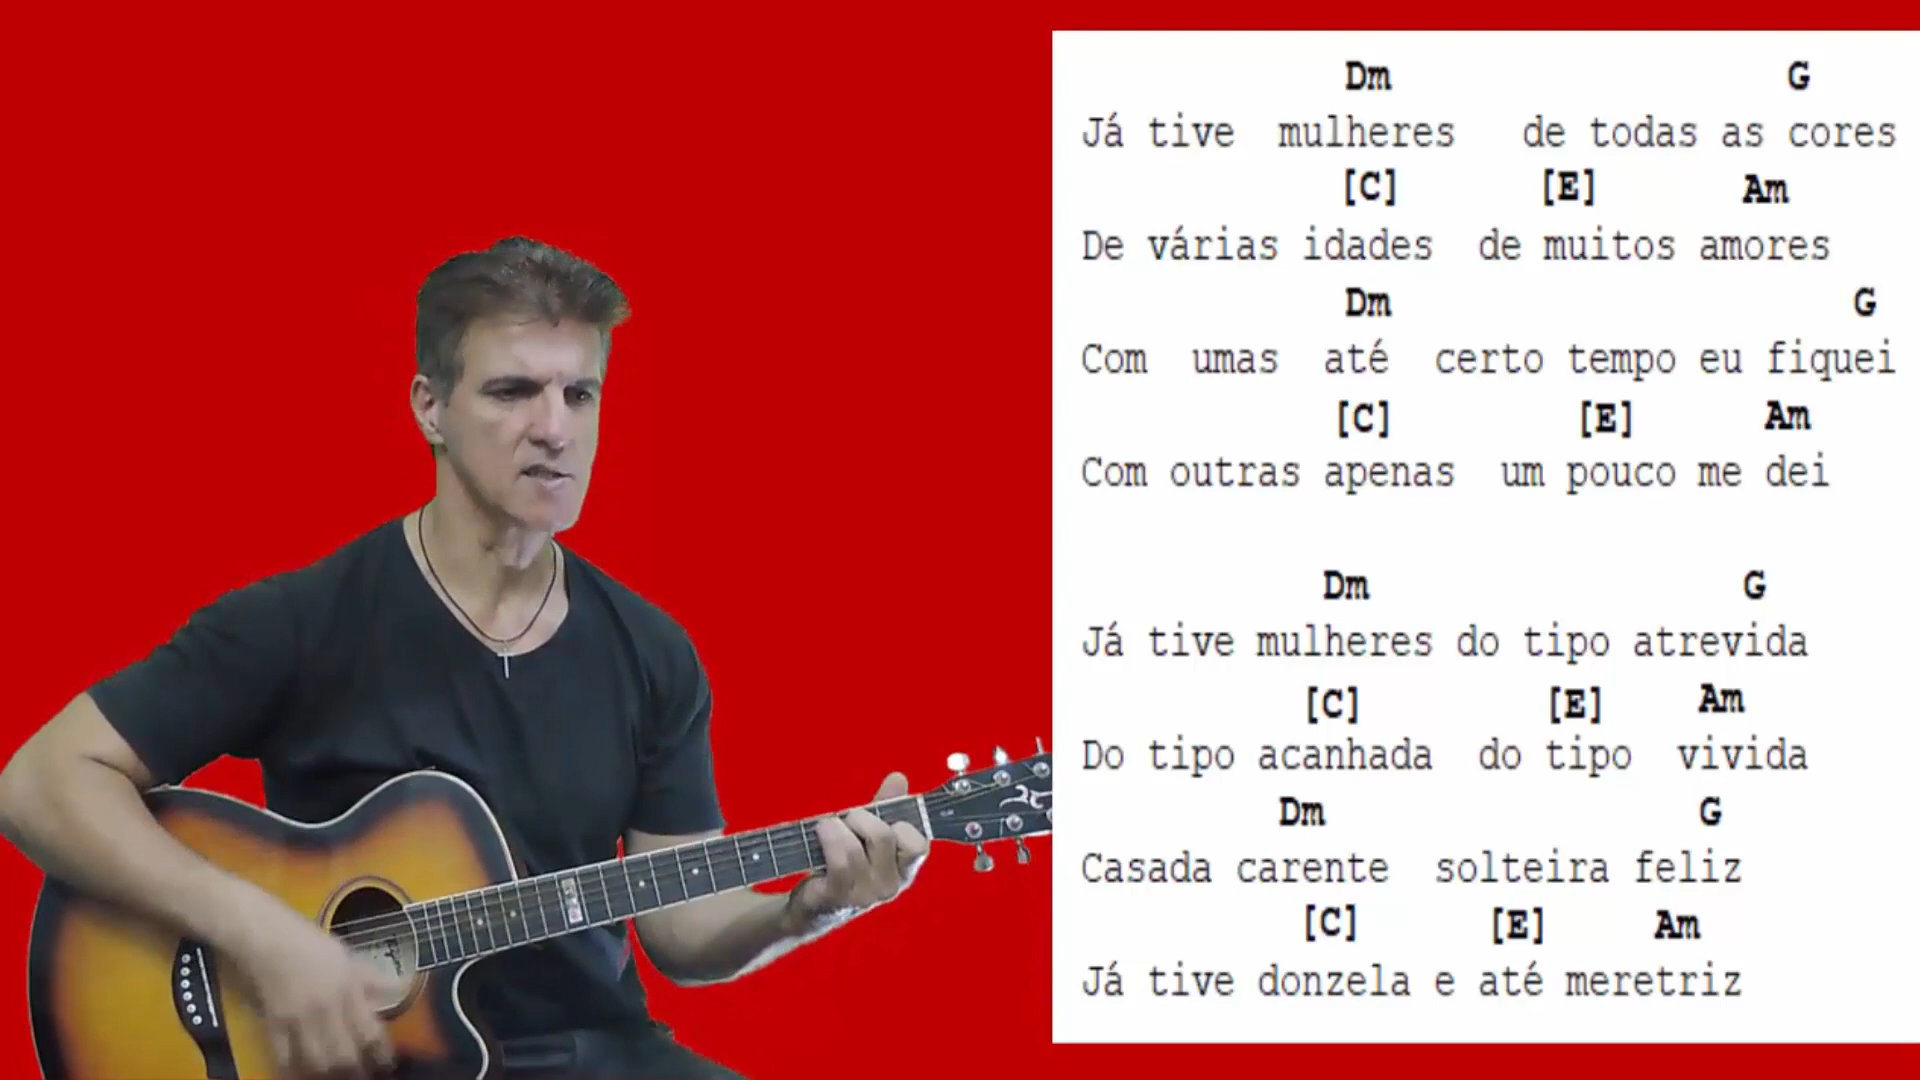 Dm G
Já tive mulheres de todas as cores
[C] [E] Am
De várias idades de muitos amores
Dm G
Com umas até certo tempo eu fiquei
[C] [E] Am
Com outras apenas um pouco me dei
Dm G
Já tive mulheres do tipo atrevida
[C] [E] Am
Do tipo acanhada do tipo vivida
Dm G
Casada carente solteira feliz
[C] [E] Am
Já tive donzela e até meretriz